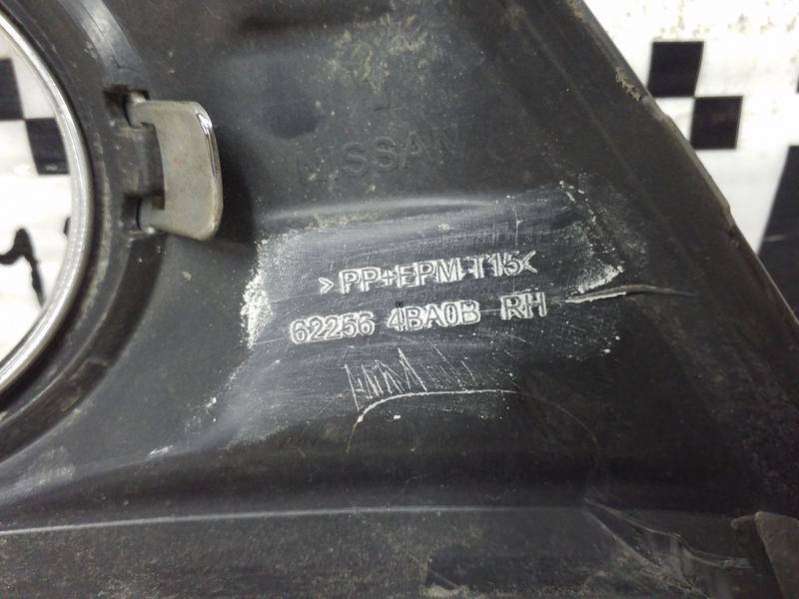 NISSAN
>PP+EPM-T15<
62256 4BA0B RH